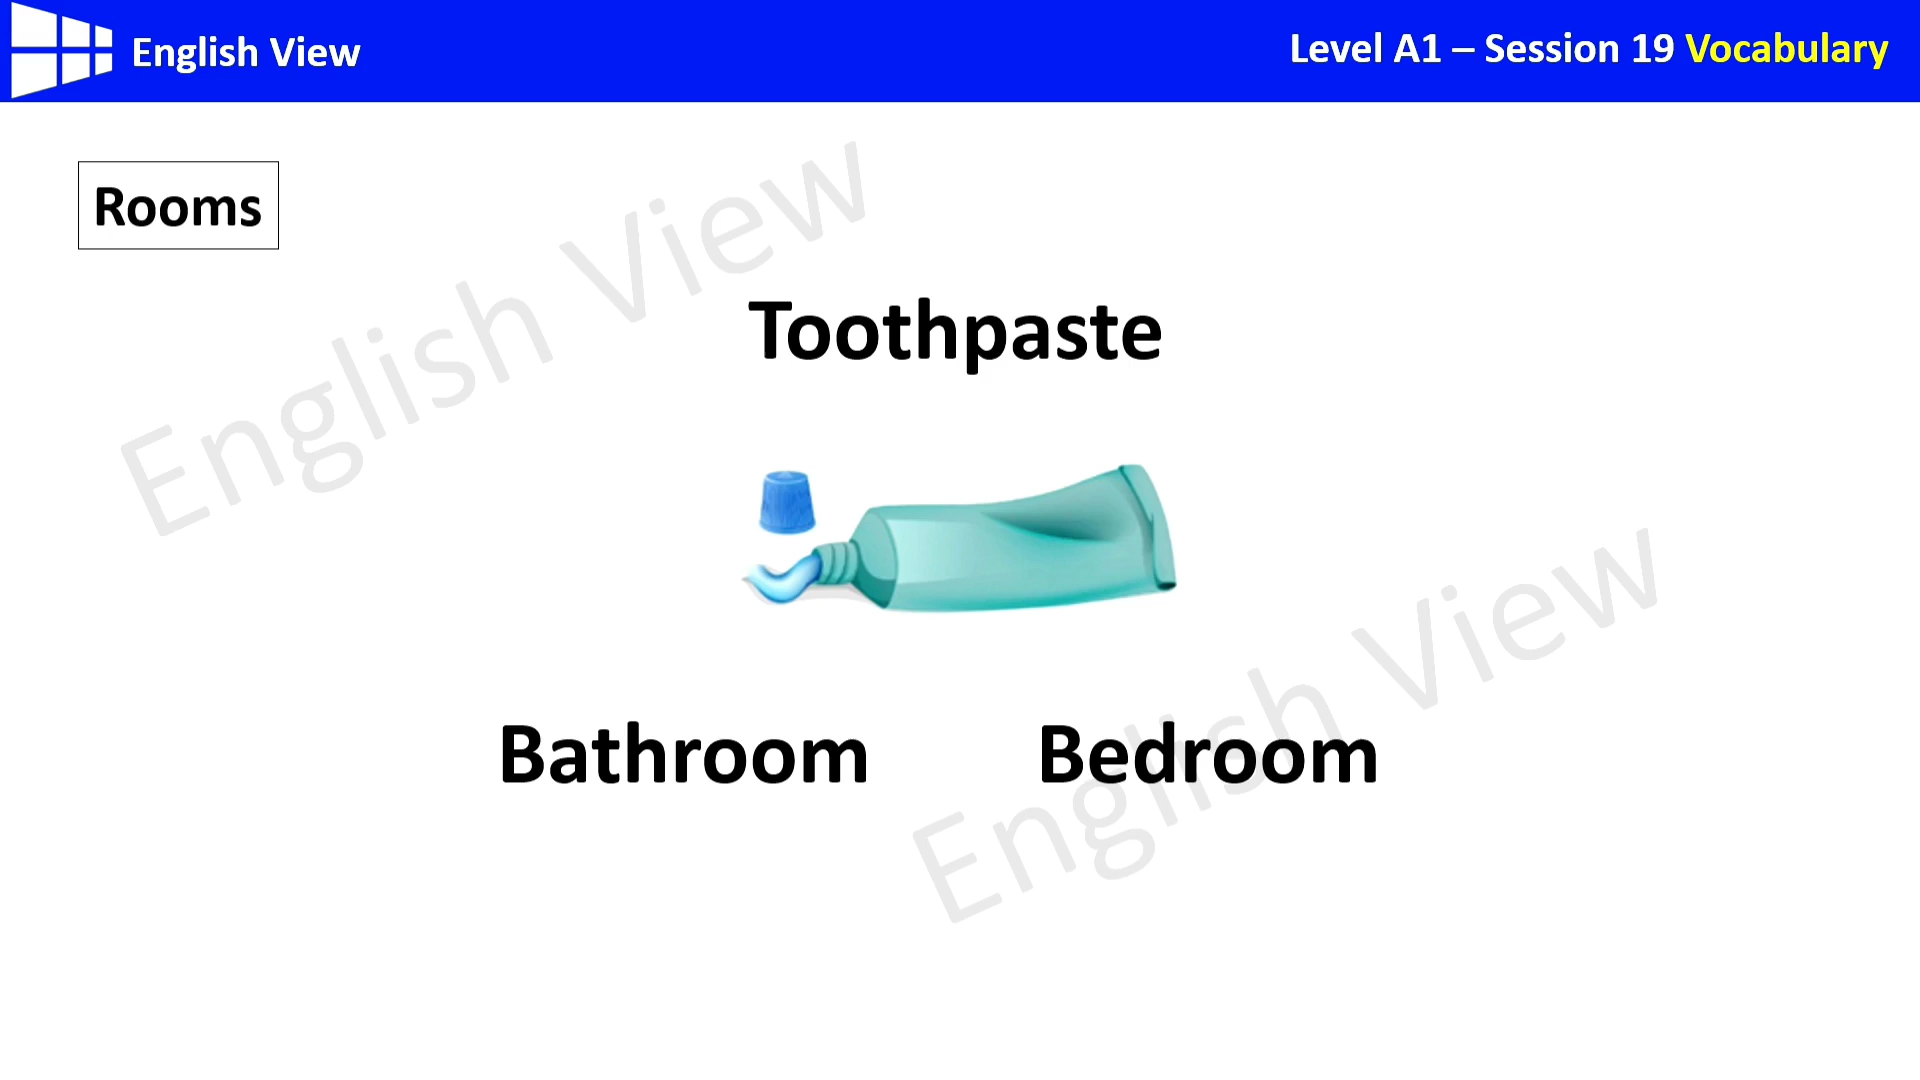 English View
Level A1 – Session 19 Vocabulary
Rooms
English View
Toothpaste
English View
Bathroom Bedroom